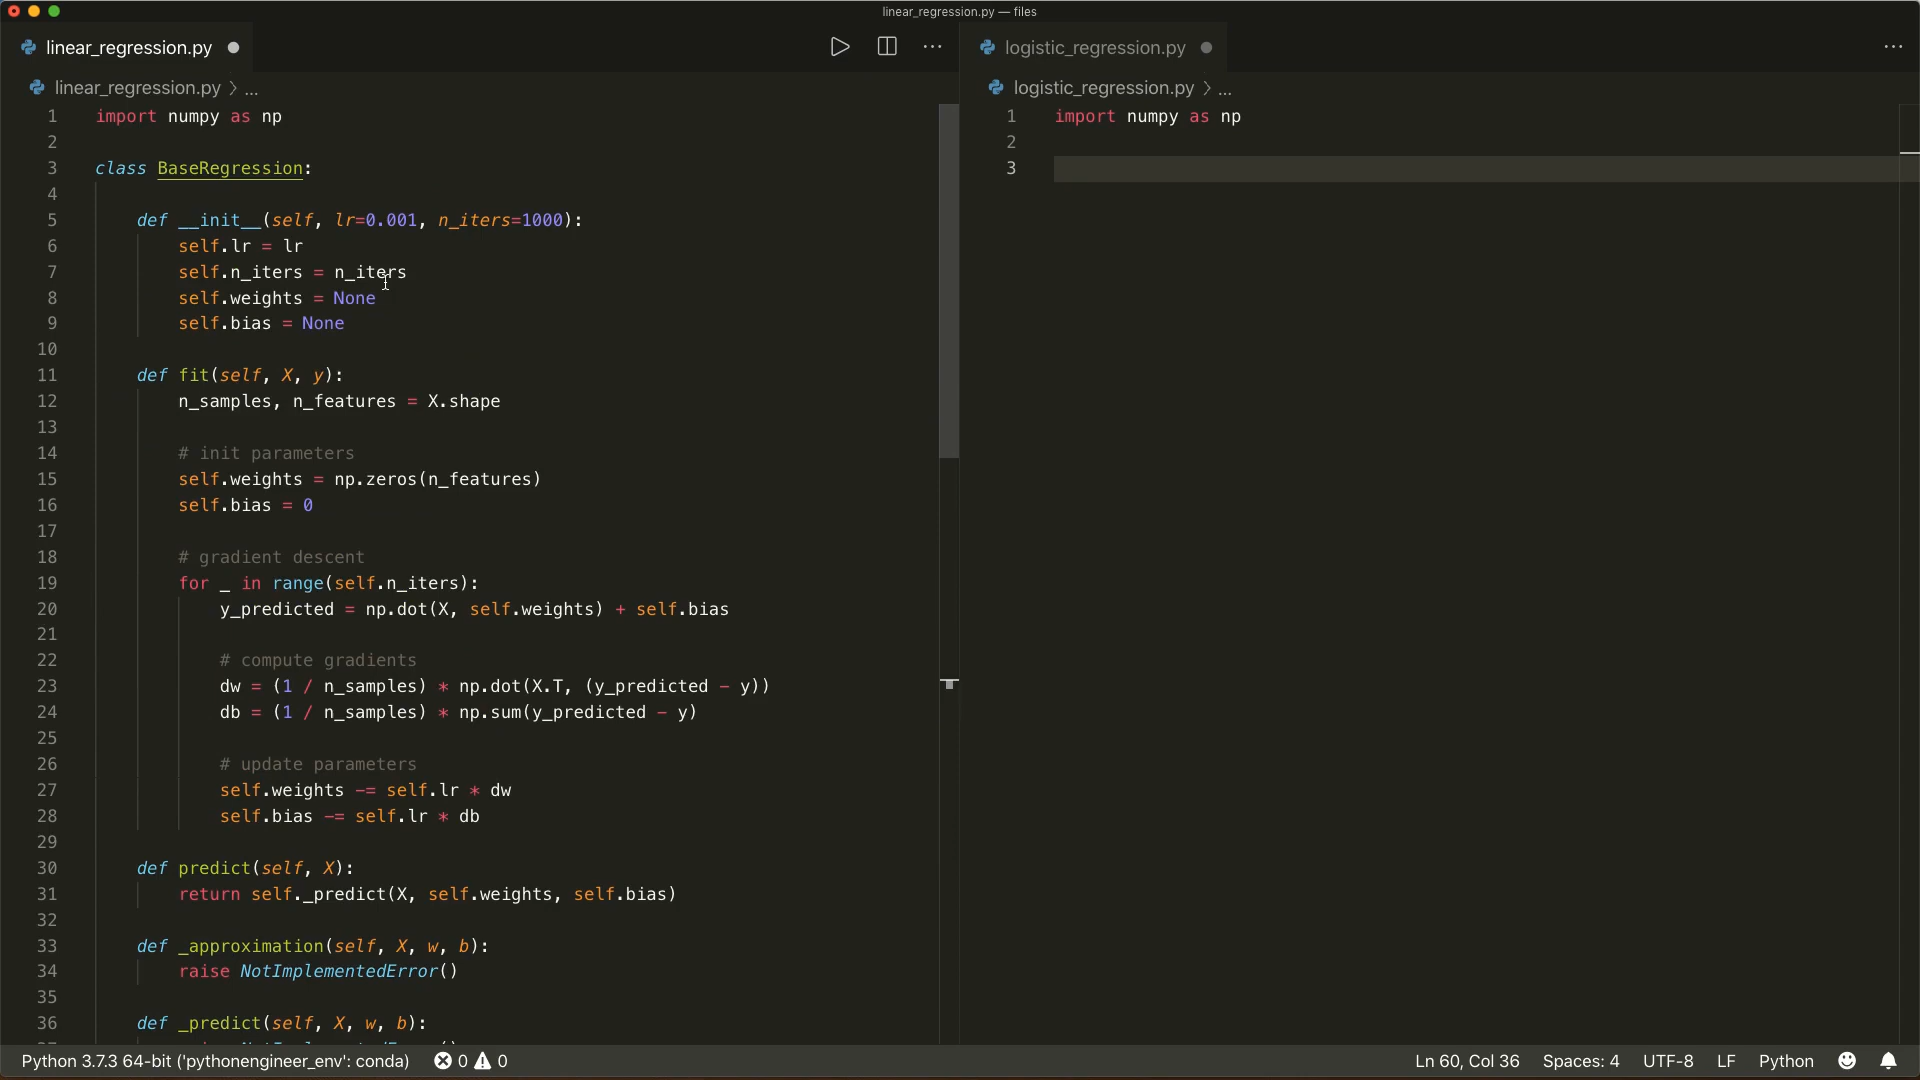 linear_regression.py — files
linear_regression.py
linear_regression.py > ...
1 import numpy as np
2
3 class BaseRegression:
4
5     def __init__(self, lr=0.001, n_iters=1000):
6         self.lr = lr
7         self.n_iters = n_iters
8         self.weights = None
9         self.bias = None
10
11     def fit(self, X, y):
12         n_samples, n_features = X.shape
13
14         # init parameters
15         self.weights = np.zeros(n_features)
16         self.bias = 0
17
18         # gradient descent
19         for _ in range(self.n_iters):
20             y_predicted = np.dot(X, self.weights) + self.bias
21
22             # compute gradients
23             dw = (1 / n_samples) * np.dot(X.T, (y_predicted - y))
24             db = (1 / n_samples) * np.sum(y_predicted - y)
25
26             # update parameters
27             self.weights -= self.lr * dw
28             self.bias -= self.lr * db
29
30     def predict(self, X):
31         return self._predict(X, self.weights, self.bias)
32
33     def _approximation(self, X, w, b):
34         raise NotImplementedError()
35
36     def _predict(self, X, w, b):
logistic_regression.py
logistic_regression.py > ...
1 import numpy as np
2
3
Python 3.7.3 64-bit ('pythonengineer_env': conda) 0 0 Ln 60, Col 36 Spaces: 4 UTF-8 LF Python